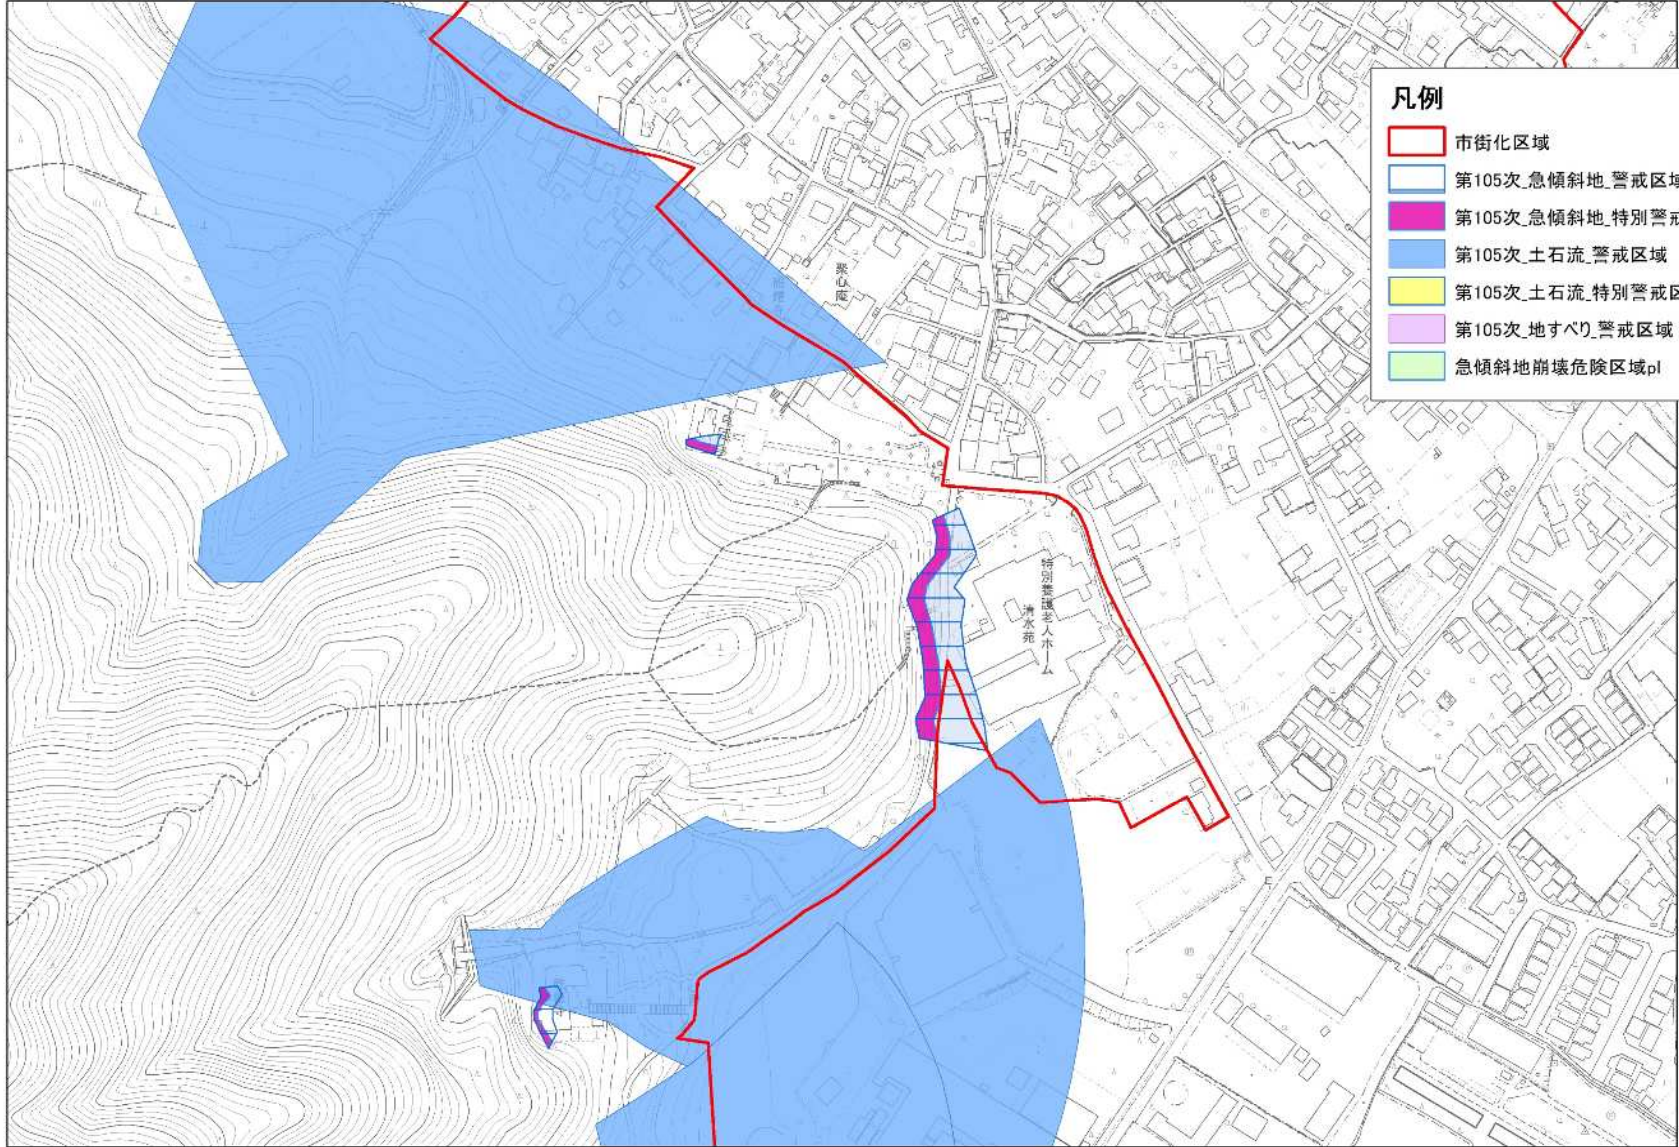 凡例
市街化区域
第105次_急傾斜地_警戒区域
第105次_急傾斜地_特別警戒
第105次_土石流_警戒区域
第105次_土石流_特別警戒区
第105次_地すべり_警戒区域
急傾斜地崩壊危険区域pl
聚心庵
特別養護老人ホーム
清水苑